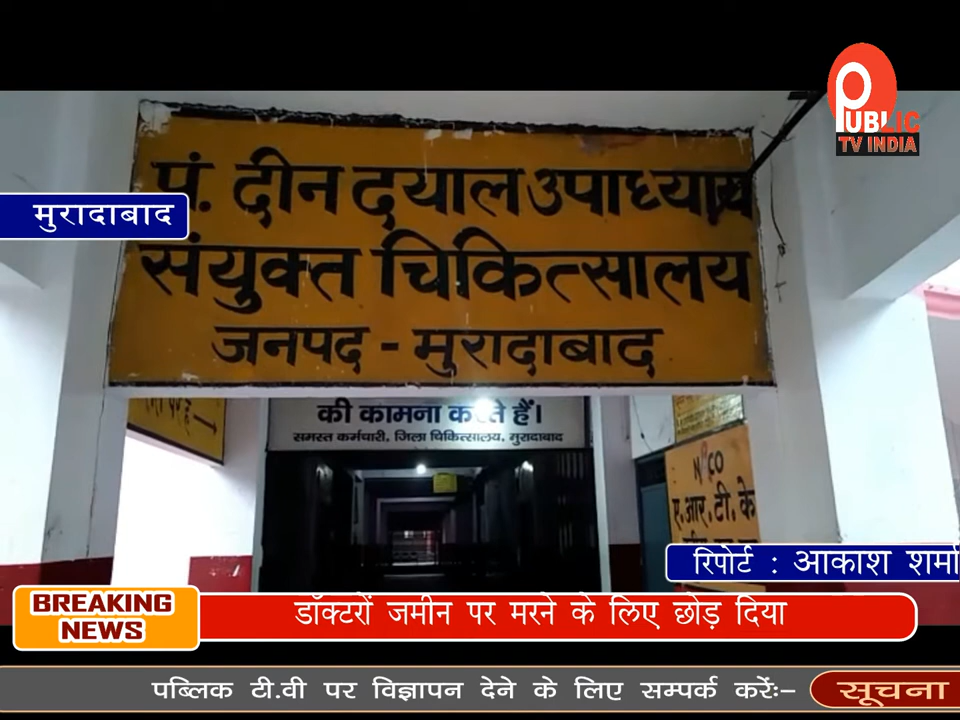 PUBLIC
TV INDIA
मुरादाबाद
पं. दीन दयाल उपाध्याय
संयुक्त चिकित्सालय
जनपद - मुरादाबाद
की कामना करते हैं।
समस्त कर्मचारी, जिला चिकित्सालय, मुरादाबाद
ए.आर.टी. के
रिपोर्ट : आकाश शर्मा
BREAKING
NEWS
डॉक्टरों जमीन पर मरने के लिए छोड़ दिया
पब्लिक टी.वी पर विज्ञापन देने के लिए सम्पर्क करेंः–
सूचना